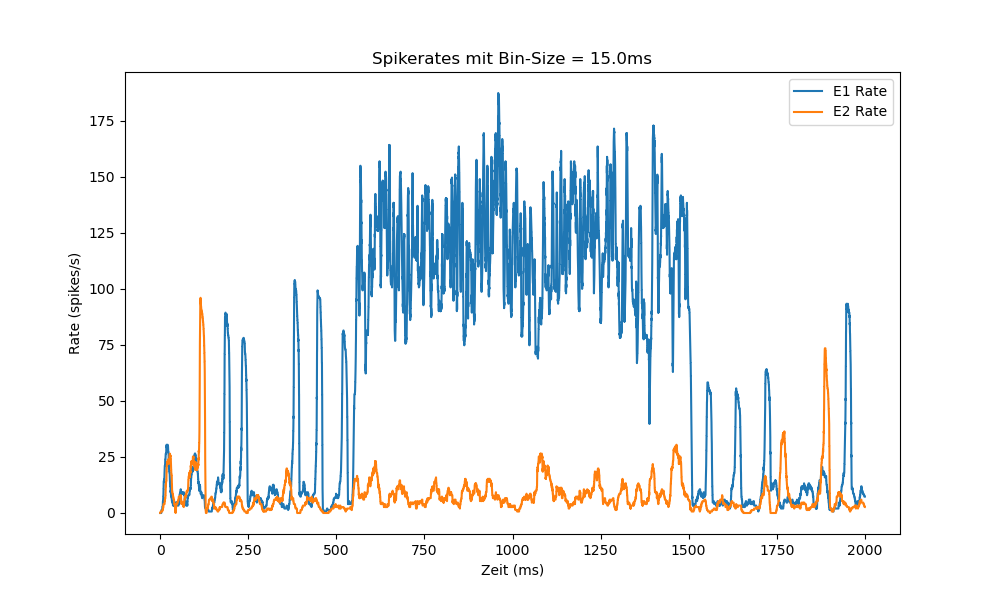 Spikerates mit Bin-Size = 15.0ms
E1 Rate
E2 Rate
175
150
125
100
75
50
25
0
Rate (spikes/s)
0 250 500 750 1000 1250 1500 1750 2000
Zeit (ms)